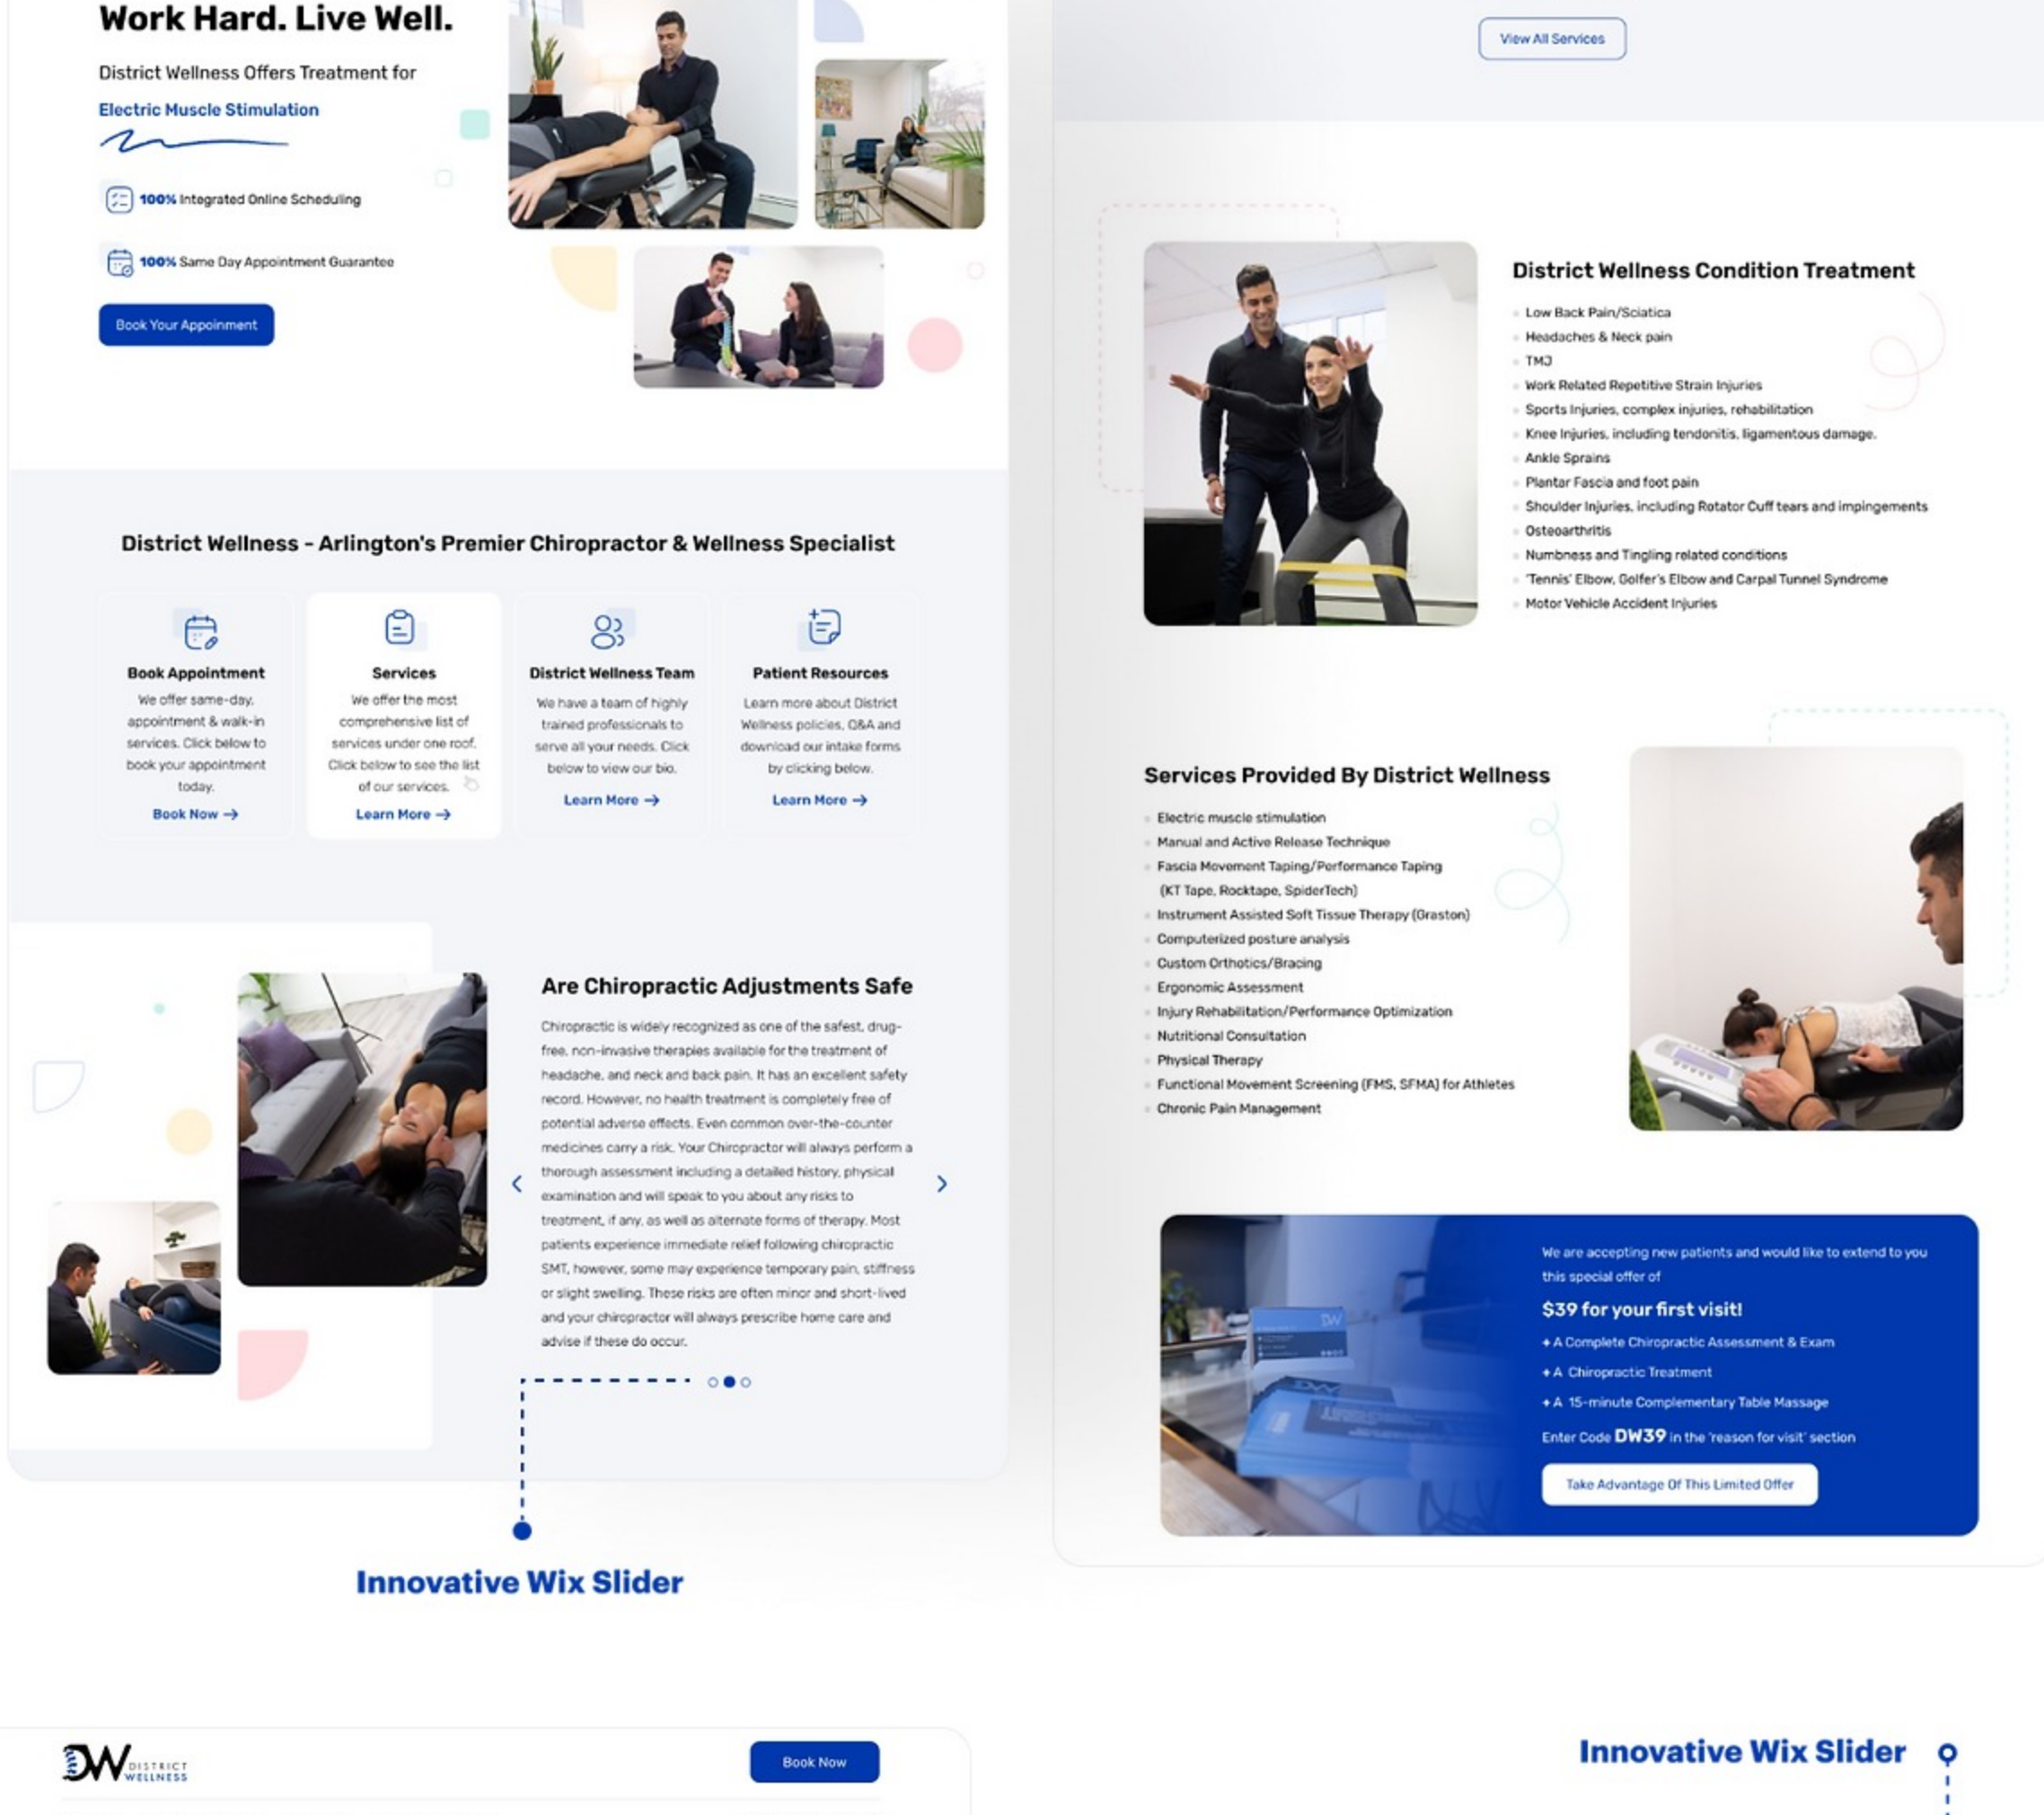 Work Hard. Live Well.
District Wellness Offers Treatment for
Electric Muscle Stimulation
100% Integrated Online Scheduling
100% Same Day Appointment Guarantee
Book Your Appoinment
District Wellness - Arlington's Premier Chiropractor & Wellness Specialist
Book Appointment
We offer same-day,
appointment & walk-in
services. Click below to
book your appointment
today.
Book Now →
Services
We offer the most
comprehensive list of
services under one roof.
Click below to see the list
of our services.
Learn More →
District Wellness Team
We have a team of highly
trained professionals to
serve all your needs. Click
below to view our bio.
Learn More →
Patient Resources
Learn more about District
Wellness policies, Q&A and
download our intake forms
by clicking below.
Learn More →
Are Chiropractic Adjustments Safe
Chiropractic is widely recognized as one of the safest, drug-
free, non-invasive therapies available for the treatment of
headache, and neck and back pain. It has an excellent safety
record. However, no health treatment is completely free of
potential adverse effects. Even common over-the-counter
medicines carry a risk. Your Chiropractor will always perform a
thorough assessment including a detailed history, physical
examination and will speak to you about any risks to
treatment, if any, as well as alternate forms of therapy. Most
patients experience immediate relief following chiropractic
SMT, however, some may experience temporary pain, stiffness
or slight swelling. These risks are often minor and short-lived
and your chiropractor will always prescribe home care and
advise if these do occur.
Innovative Wix Slider
DW DISTRICT
WELLNESS
Book Now
View All Services
District Wellness Condition Treatment
Low Back Pain/Sciatica
Headaches & Neck pain
TMJ
Work Related Repetitive Strain Injuries
Sports Injuries, complex injuries, rehabilitation
Knee Injuries, including tendonitis, ligamentous damage.
Ankle Sprains
Plantar Fascia and foot pain
Shoulder Injuries, including Rotator Cuff tears and impingements
Osteoarthritis
Numbness and Tingling related conditions
'Tennis' Elbow, Golfer's Elbow and Carpal Tunnel Syndrome
Motor Vehicle Accident Injuries
Services Provided By District Wellness
Electric muscle stimulation
Manual and Active Release Technique
Fascia Movement Taping/Performance Taping
(KT Tape, Rocktape, SpiderTech)
Instrument Assisted Soft Tissue Therapy (Graston)
Computerized posture analysis
Custom Orthotics/Bracing
Ergonomic Assessment
Injury Rehabilitation/Performance Optimization
Nutritional Consultation
Physical Therapy
Functional Movement Screening (FMS, SFMA) for Athletes
Chronic Pain Management
DW
DW
We are accepting new patients and would like to extend to you
this special offer of
$39 for your first visit!
+ A Complete Chiropractic Assessment & Exam
+ A Chiropractic Treatment
+ A 15-minute Complementary Table Massage
Enter Code DW39 in the 'reason for visit' section
Take Advantage Of This Limited Offer
Innovative Wix Slider